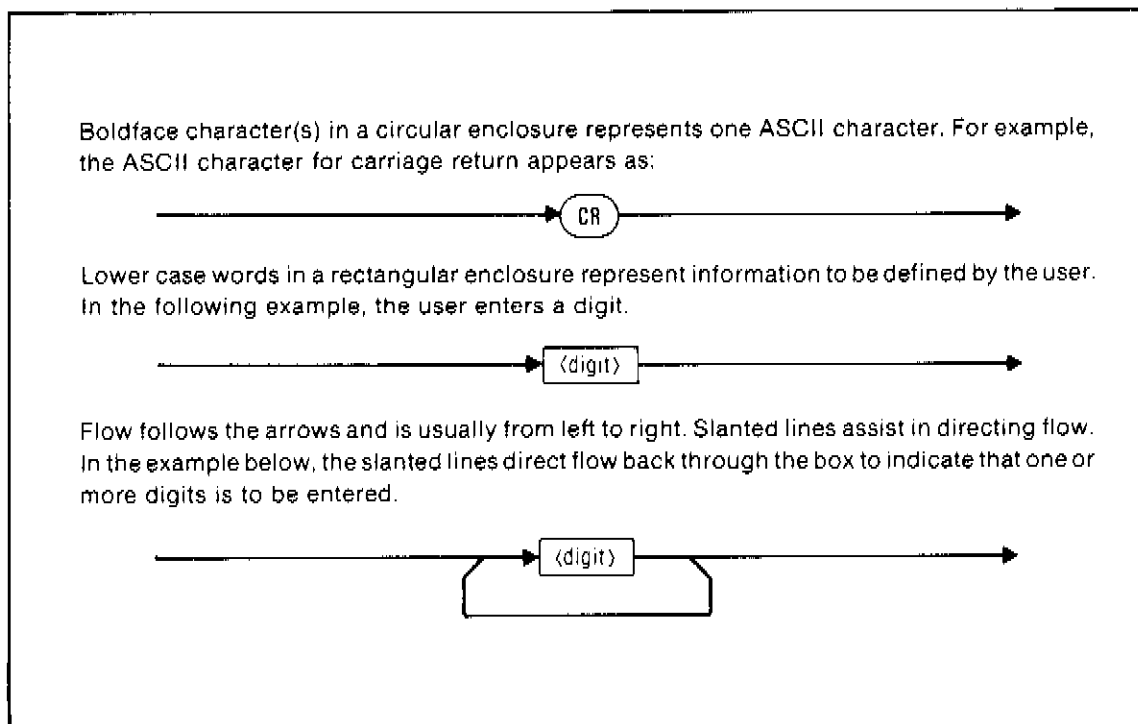 Boldface character(s) in a circular enclosure represents one ASCII character. For example,
the ASCII character for carriage return appears as:
CR
Lower case words in a rectangular enclosure represent information to be defined by the user.
In the following example, the user enters a digit.
⟨digit⟩
Flow follows the arrows and is usually from left to right. Slanted lines assist in directing flow.
In the example below, the slanted lines direct flow back through the box to indicate that one or
more digits is to be entered.
⟨digit⟩